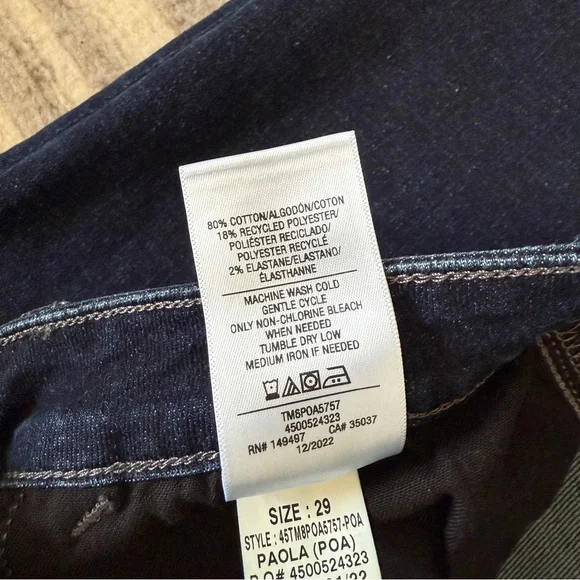 80% COTTON/ALGODÓN/COTON
18% RECYCLED POLYESTER/
POLIÉSTER RECICLADO/
POLYESTER RECYCLÉ
2% ELASTANE/ELASTANO/
ÉLASTHANNE
MACHINE WASH COLD
GENTLE CYCLE
ONLY NON-CHLORINE BLEACH
WHEN NEEDED
TUMBLE DRY LOW
MEDIUM IRON IF NEEDED
TM8POA5757
4500524323
RN# 149497 CA# 35037
12/2022
SIZE : 29
STYLE : 45TM8POA5757-POA
PAOLA (POA)
P.O# 4500524323